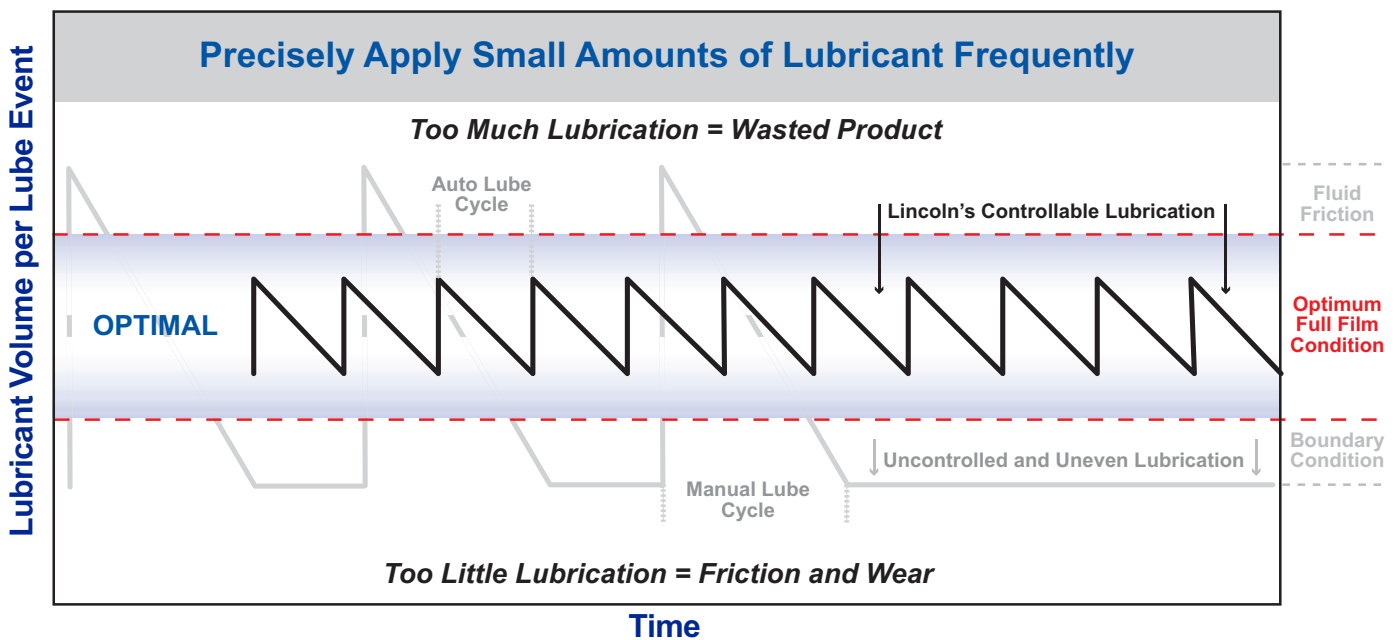 Precisely Apply Small Amounts of Lubricant Frequently
Too Much Lubrication = Wasted Product
Lubricant Volume per Lube Event
Auto Lube
Cycle
Lincoln's Controllable Lubrication
Fluid
Friction
OPTIMAL
Optimum
Full Film
Condition
Uncontrolled and Uneven Lubrication
Boundary
Condition
Manual Lube
Cycle
Too Little Lubrication = Friction and Wear
Time